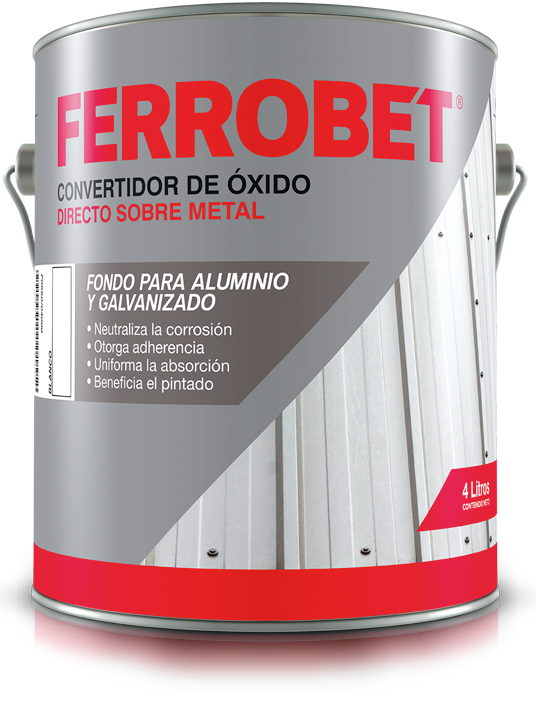 FERROBET®
CONVERTIDOR DE ÓXIDO
DIRECTO SOBRE METAL
FONDO PARA ALUMINIO
Y GALVANIZADO
• Neutraliza la corrosión
• Otorga adherencia
• Uniforma la absorción
• Beneficia el pintado
BLANCO
4 Litros
CONTENIDO NETO